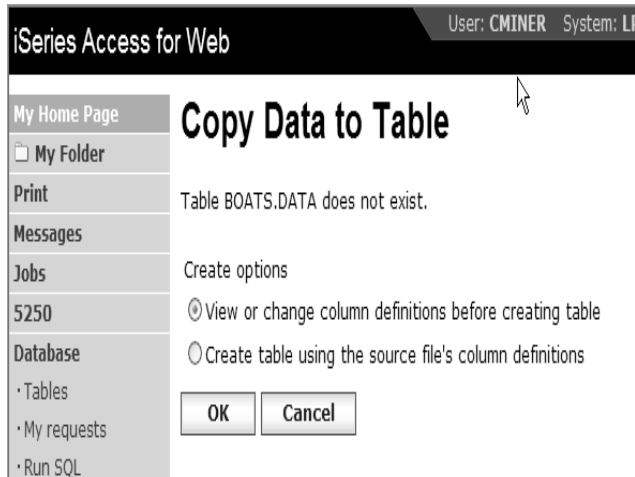 iSeries Access for Web
User: CMINER System:
My Home Page
My Folder
Print
Messages
Jobs
5250
Database
· Tables
· My requests
· Run SQL
Copy Data to Table
Table BOATS.DATA does not exist.
Create options
View or change column definitions before creating table
Create table using the source file's column definitions
OK Cancel